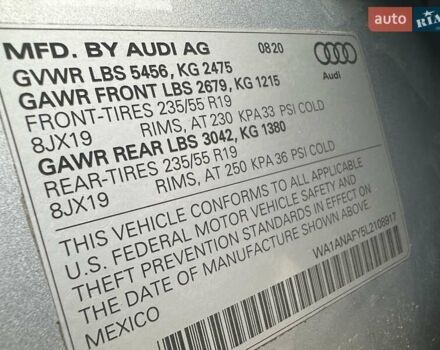 auto RIA
MFD. BY AUDI AG 08 20
Audi
GVWR LBS 5456, KG 2475
GAWR FRONT LBS 2679, KG 1215
FRONT-TIRES 235/55 R19
8JX19 RIMS, AT 230 KPA 33 PSI COLD
GAWR REAR LBS 3042, KG 1380
REAR-TIRES 235/55 R19
8JX19 RIMS, AT 250 KPA 36 PSI COLD
THIS VEHICLE CONFORMS TO ALL APPLICABLE
U.S. FEDERAL MOTOR VEHICLE SAFETY AND
THEFT PREVENTION STANDARDS IN EFFECT ON
THE DATE OF MANUFACTURE SHOWN ABOVE.
MEXICO
WA1ANAFY5L2108917